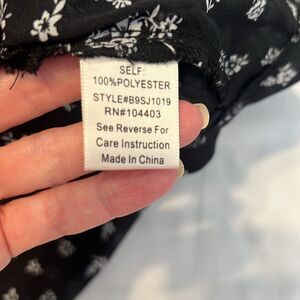 SELF:
100%POLYESTER
STYLE#B9SJ1019
RN#104403
See Reverse For
Care Instruction
Made In China